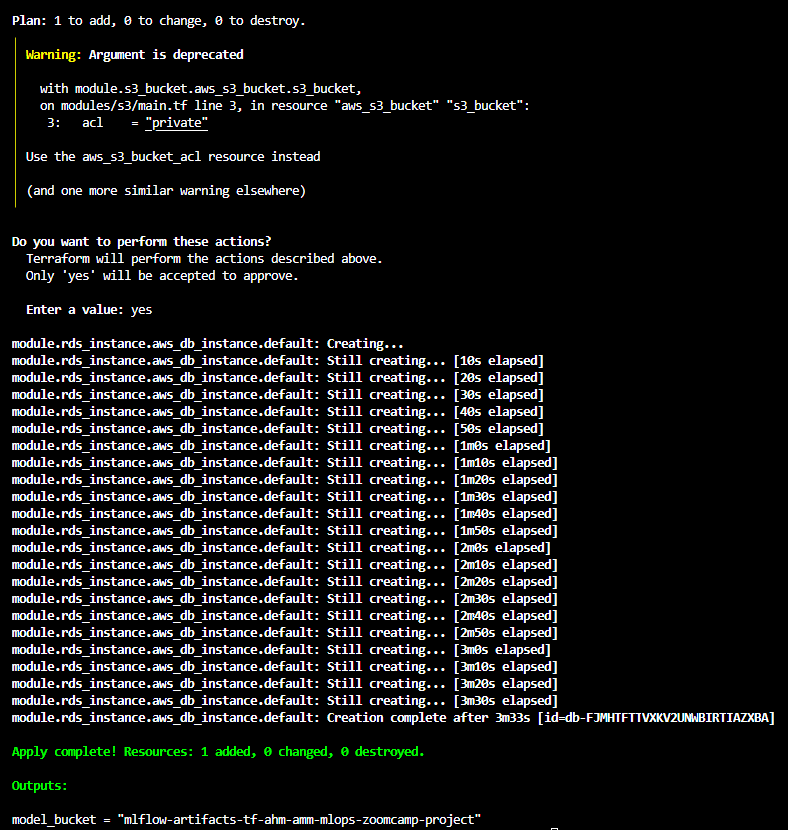 Plan: 1 to add, 0 to change, 0 to destroy.
Warning: Argument is deprecated
with module.s3_bucket.aws_s3_bucket.s3_bucket,
on modules/s3/main.tf line 3, in resource "aws_s3_bucket" "s3_bucket":
3: acl = "private"
Use the aws_s3_bucket_acl resource instead
(and one more similar warning elsewhere)
Do you want to perform these actions?
Terraform will perform the actions described above.
Only 'yes' will be accepted to approve.
Enter a value: yes
module.rds_instance.aws_db_instance.default: Creating...
module.rds_instance.aws_db_instance.default: Still creating... [10s elapsed]
module.rds_instance.aws_db_instance.default: Still creating... [20s elapsed]
module.rds_instance.aws_db_instance.default: Still creating... [30s elapsed]
module.rds_instance.aws_db_instance.default: Still creating... [40s elapsed]
module.rds_instance.aws_db_instance.default: Still creating... [50s elapsed]
module.rds_instance.aws_db_instance.default: Still creating... [1m0s elapsed]
module.rds_instance.aws_db_instance.default: Still creating... [1m10s elapsed]
module.rds_instance.aws_db_instance.default: Still creating... [1m20s elapsed]
module.rds_instance.aws_db_instance.default: Still creating... [1m30s elapsed]
module.rds_instance.aws_db_instance.default: Still creating... [1m40s elapsed]
module.rds_instance.aws_db_instance.default: Still creating... [1m50s elapsed]
module.rds_instance.aws_db_instance.default: Still creating... [2m0s elapsed]
module.rds_instance.aws_db_instance.default: Still creating... [2m10s elapsed]
module.rds_instance.aws_db_instance.default: Still creating... [2m20s elapsed]
module.rds_instance.aws_db_instance.default: Still creating... [2m30s elapsed]
module.rds_instance.aws_db_instance.default: Still creating... [2m40s elapsed]
module.rds_instance.aws_db_instance.default: Still creating... [2m50s elapsed]
module.rds_instance.aws_db_instance.default: Still creating... [3m0s elapsed]
module.rds_instance.aws_db_instance.default: Still creating... [3m10s elapsed]
module.rds_instance.aws_db_instance.default: Still creating... [3m20s elapsed]
module.rds_instance.aws_db_instance.default: Still creating... [3m30s elapsed]
module.rds_instance.aws_db_instance.default: Creation complete after 3m33s [id=db-FJMHTFTTVXKV2UNWBIRTIAZXBA]
Apply complete! Resources: 1 added, 0 changed, 0 destroyed.
Outputs:
model_bucket = "mlflow-artifacts-tf-ahm-amm-mlops-zoomcamp-project"